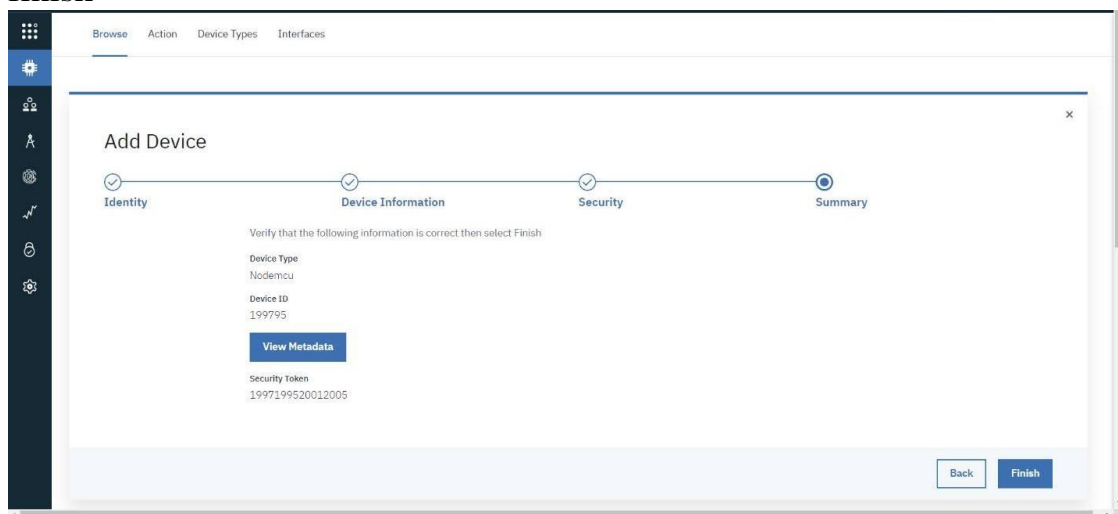 finish
Browse Action Device Types Interfaces
×
Add Device
Identity Device Information Security Summary
Verify that the following information is correct then select Finish
Device Type
Nodemcu
Device ID
199795
View Metadata
Security Token
1997199520012005
Back Finish